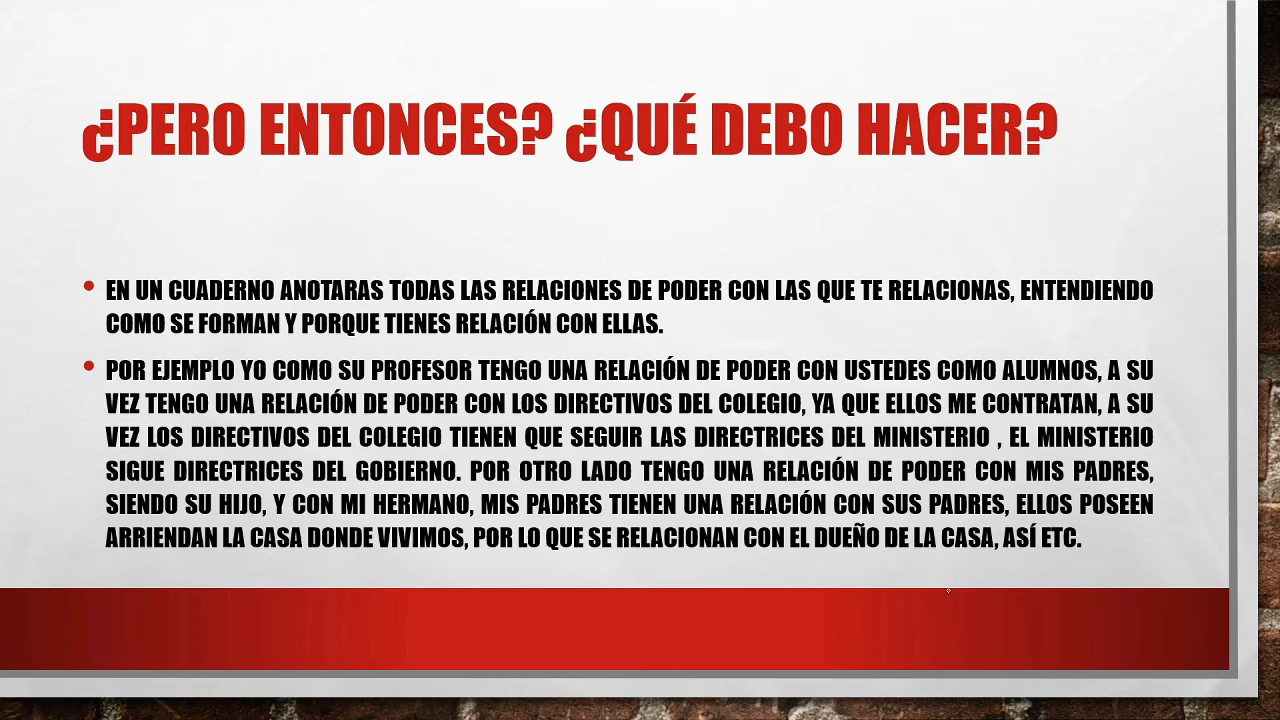 ¿PERO ENTONCES? ¿QUÉ DEBO HACER?
• EN UN CUADERNO ANOTARAS TODAS LAS RELACIONES DE PODER CON LAS QUE TE RELACIONAS, ENTENDIENDO
COMO SE FORMAN Y PORQUE TIENES RELACIÓN CON ELLAS.
• POR EJEMPLO YO COMO SU PROFESOR TENGO UNA RELACIÓN DE PODER CON USTEDES COMO ALUMNOS, A SU
VEZ TENGO UNA RELACIÓN DE PODER CON LOS DIRECTIVOS DEL COLEGIO, YA QUE ELLOS ME CONTRATAN, A SU
VEZ LOS DIRECTIVOS DEL COLEGIO TIENEN QUE SEGUIR LAS DIRECTRICES DEL MINISTERIO , EL MINISTERIO
SIGUE DIRECTRICES DEL GOBIERNO. POR OTRO LADO TENGO UNA RELACIÓN DE PODER CON MIS PADRES,
SIENDO SU HIJO, Y CON MI HERMANO, MIS PADRES TIENEN UNA RELACIÓN CON SUS PADRES, ELLOS POSEEN
ARRIENDAN LA CASA DONDE VIVIMOS, POR LO QUE SE RELACIONAN CON EL DUEÑO DE LA CASA, ASÍ ETC.